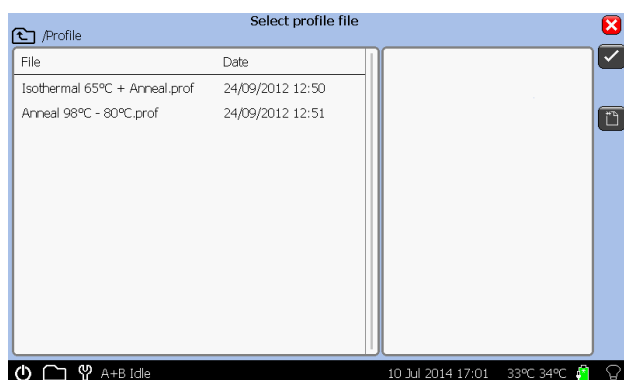 Select profile file
/Profile
File Date
Isothermal 65ºC + Anneal.prof 24/09/2012 12:50
Anneal 98ºC - 80ºC.prof 24/09/2012 12:51
A+B Idle 10 Jul 2014 17:01 33ºC 34ºC